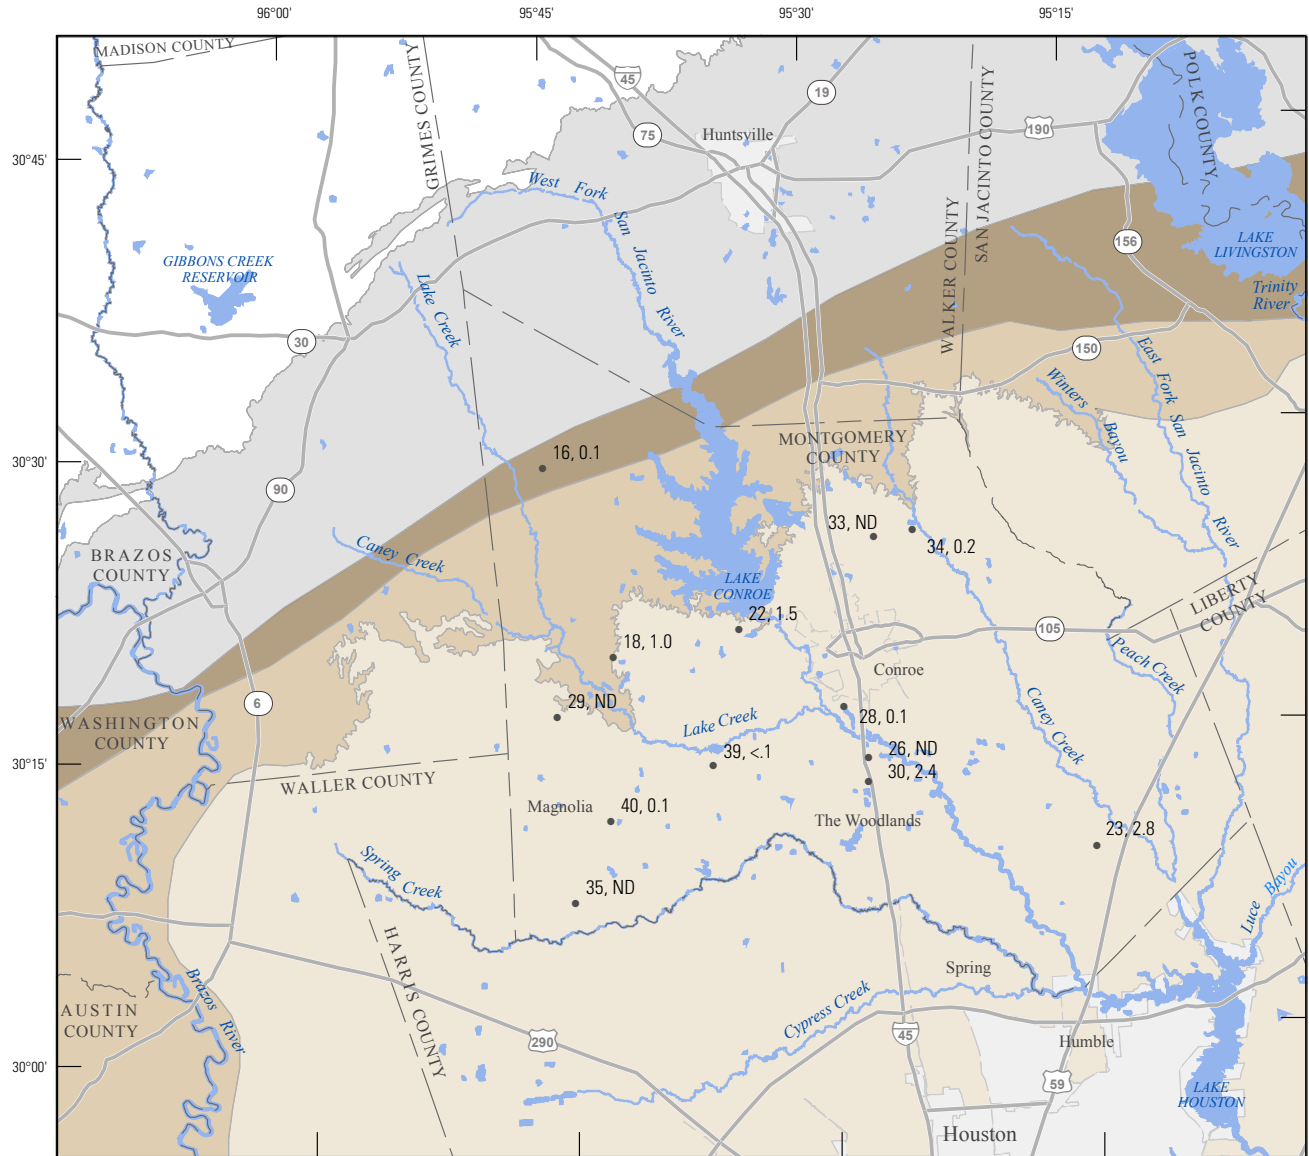 96°00'
95°45'
95°30'
95°15'
MADISON COUNTY
GRIMES COUNTY
45
19
75
Huntsville
190
SAN JACINTO COUNTY
POLK COUNTY
30°45'
West Fork San Jacinto River
WALKER COUNTY
156
LAKE
LIVINGSTON
GIBBONS CREEK
RESERVOIR
Lake Creek
Trinity
River
30
150
East Fork San Jacinto River
Winters Bayou
MONTGOMERY
COUNTY
16, 0.1
30°30'
90
33, ND
34, 0.2
BRAZOS
COUNTY
Caney Creek
LAKE
CONROE
LIBERTY
COUNTY
22, 1.5
105
18, 1.0
Peach Creek
Conroe
29, ND
6
28, 0.1
Lake Creek
Caney Creek
WASHINGTON
COUNTY
39, <.1
26, ND
30, 2.4
30°15'
WALLER COUNTY
Magnolia
40, 0.1
The Woodlands
23, 2.8
Spring Creek
35, ND
Luce Bayou
HARRIS COUNTY
Spring
Brazos River
AUSTIN
COUNTY
Cypress Creek
290
45
Humble
30°00'
59
LAKE
HOUSTON
Houston